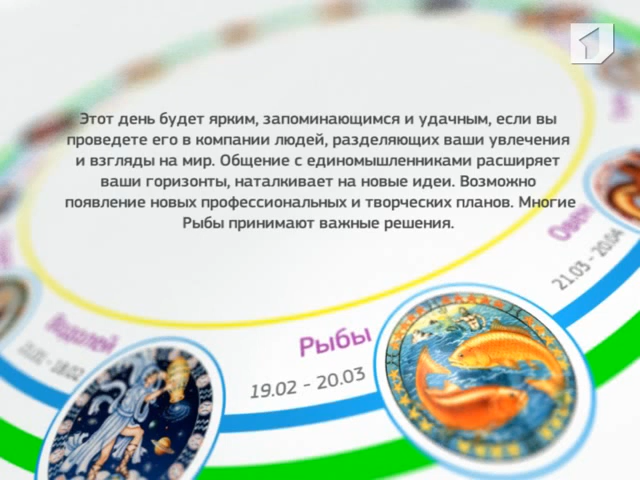 Этот день будет ярким, запоминающимся и удачным, если вы
проведете его в компании людей, разделяющих ваши увлечения
и взгляды на мир. Общение с единомышленниками расширяет
ваши горизонты, наталкивает на новые идеи. Возможно
появление новых профессиональных и творческих планов. Многие
Рыбы принимают важные решения.
Овен
21.03 - 20.04
Водолей
Рыбы
19.02 - 20.03